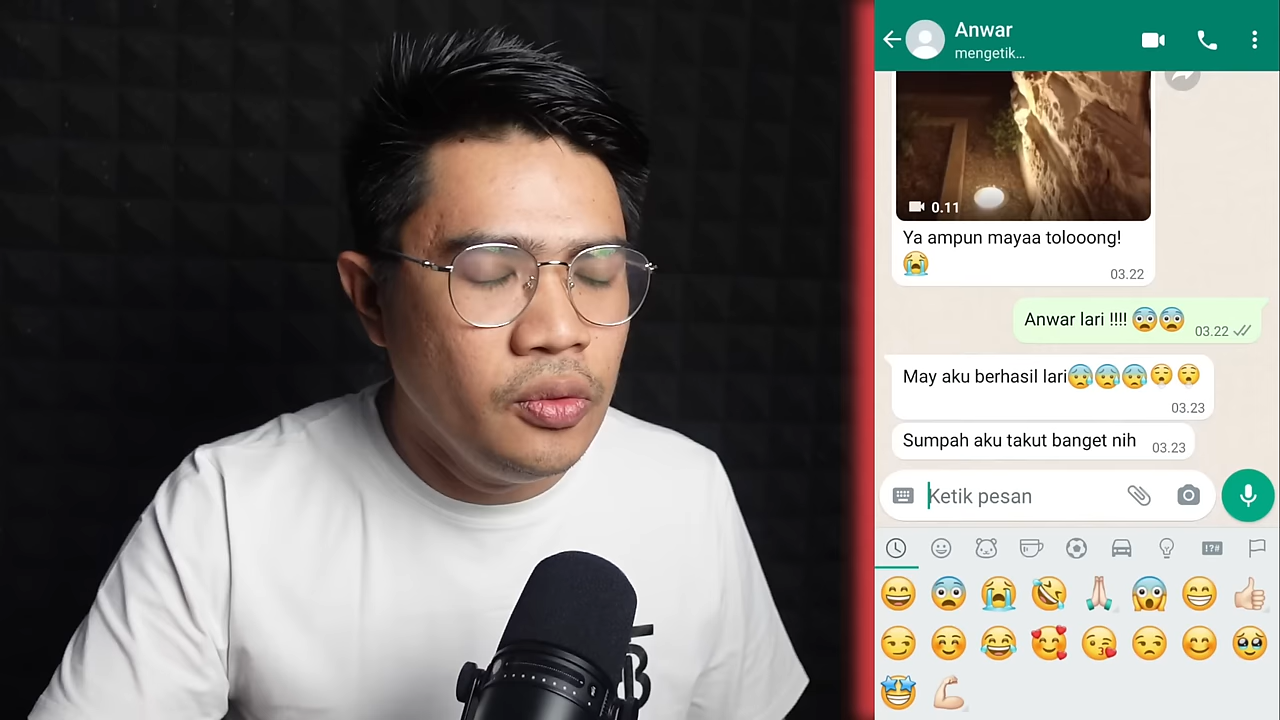 Anwar
mengetik...
0.11
Ya ampun mayaa tolooong!
😭
03.22
Anwar lari !!!! 😨😨
03.22
May aku berhasil lari😰😰😰😮‍💨😮‍💨
03.23
Sumpah aku takut banget nih
03.23
Ketik pesan
!?#